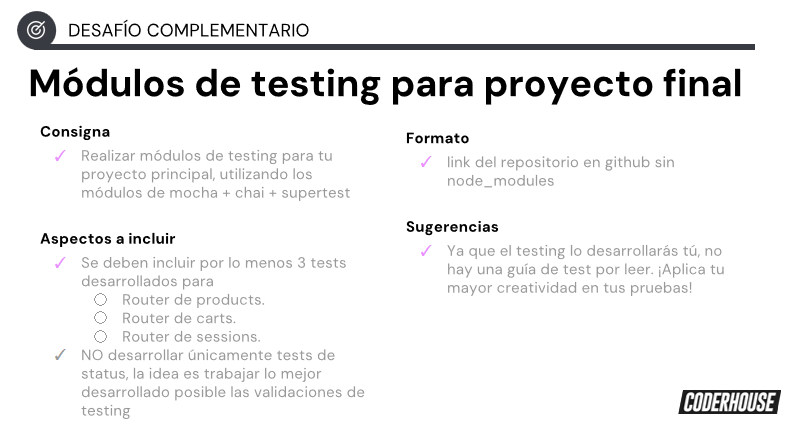 DESAFÍO COMPLEMENTARIO
Módulos de testing para proyecto final
Consigna
Realizar módulos de testing para tu
proyecto principal, utilizando los
módulos de mocha + chai + supertest
Aspectos a incluir
Se deben incluir por lo menos 3 tests
desarrollados para
Router de products.
Router de carts.
Router de sessions.
NO desarrollar únicamente tests de
status, la idea es trabajar lo mejor
desarrollado posible las validaciones de
testing
Formato
link del repositorio en github sin
node_modules
Sugerencias
Ya que el testing lo desarrollarás tú, no
hay una guía de test por leer. ¡Aplica tu
mayor creatividad en tus pruebas!
CODERHOUSE